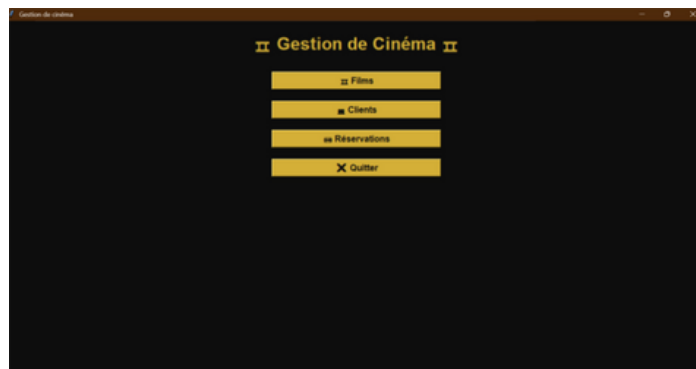 Gestion de cinéma
Gestion de Cinéma
Films
Clients
Réservations
Quitter